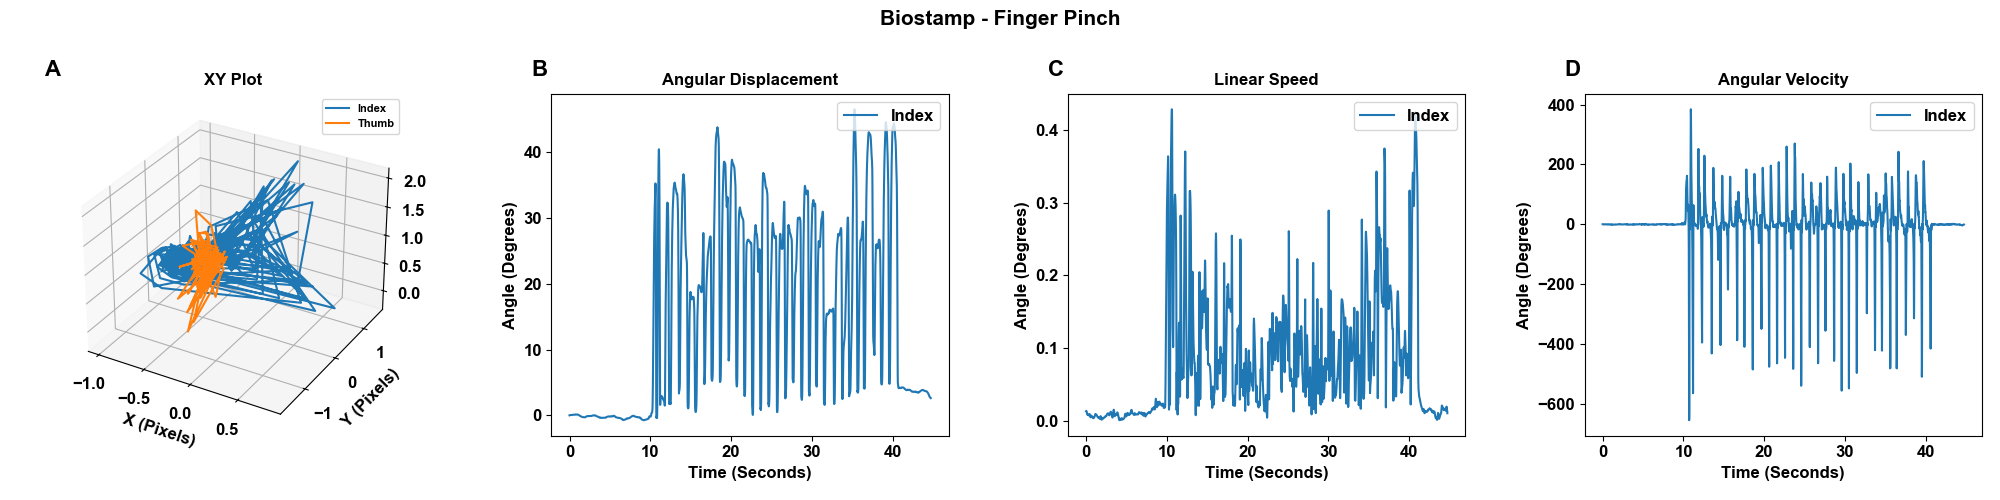 Biostamp - Finger Pinch
A
XY Plot
Index
Thumb
2.0
1.5
1.0
0.5
0.0
−1.0
−0.5
0.0
0.5
X (Pixels)
−1
0
1
Y (Pixels)
B
Angular Displacement
Index
40
30
20
10
0
Angle (Degrees)
0 10 20 30 40
Time (Seconds)
C
Linear Speed
Index
0.4
0.3
0.2
0.1
0.0
Angle (Degrees)
0 10 20 30 40
Time (Seconds)
D
Angular Velocity
Index
400
200
0
−200
−400
−600
Angle (Degrees)
0 10 20 30 40
Time (Seconds)